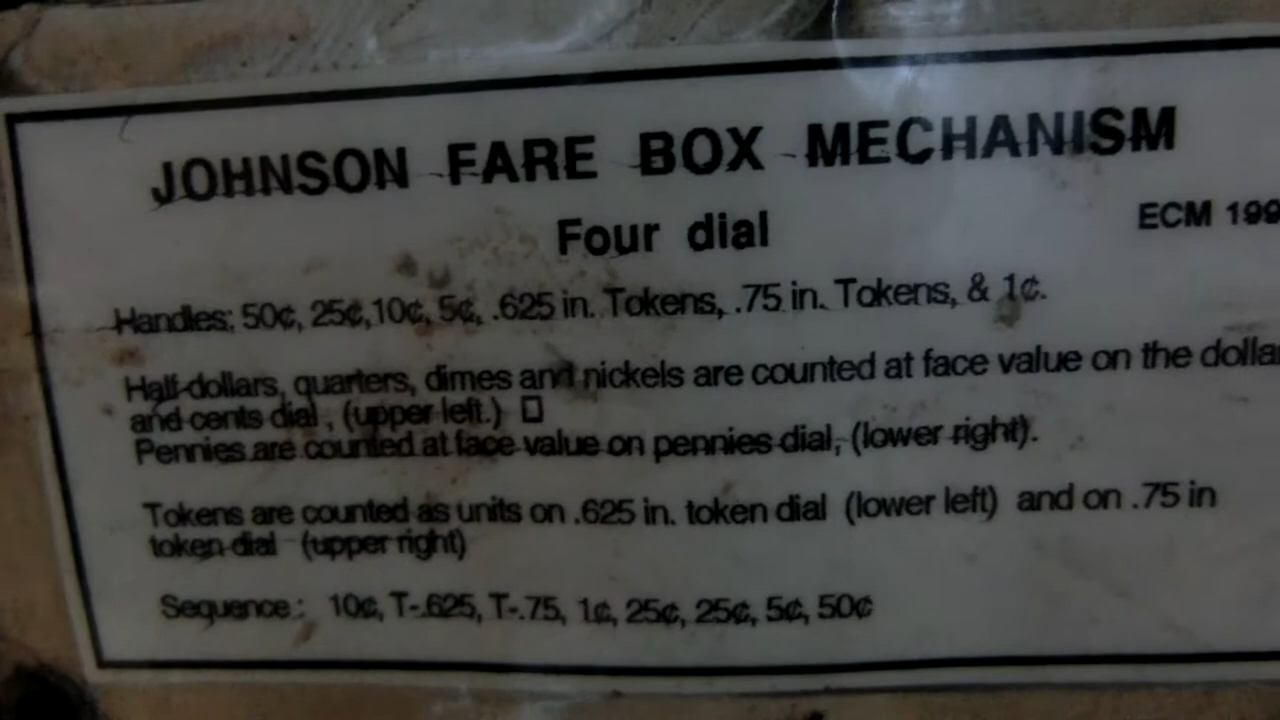 JOHNSON FARE BOX MECHANISM
Four dial
ECM 199
Handles: 50¢, 25¢,10¢, 5¢, .625 in. Tokens, .75 in. Tokens, & 1¢.
Half-dollars, quarters, dimes and nickels are counted at face value on the dolla
and cents dial , (upper left.) □
Pennies are counted at face value on pennies dial, (lower right).
Tokens are counted as units on .625 in. token dial (lower left) and on .75 in
token dial (upper right)
Sequence : 10¢, T-.625, T-.75, 1¢, 25¢, 25¢, 5¢, 50¢